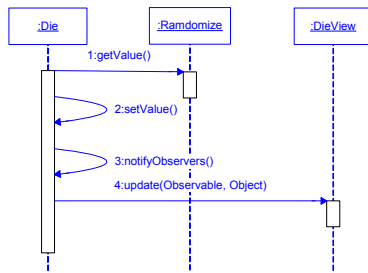 :Die
:Ramdomize
:DieView
1:getValue()
2:setValue()
3:notifyObservers()
4:update(Observable, Object)